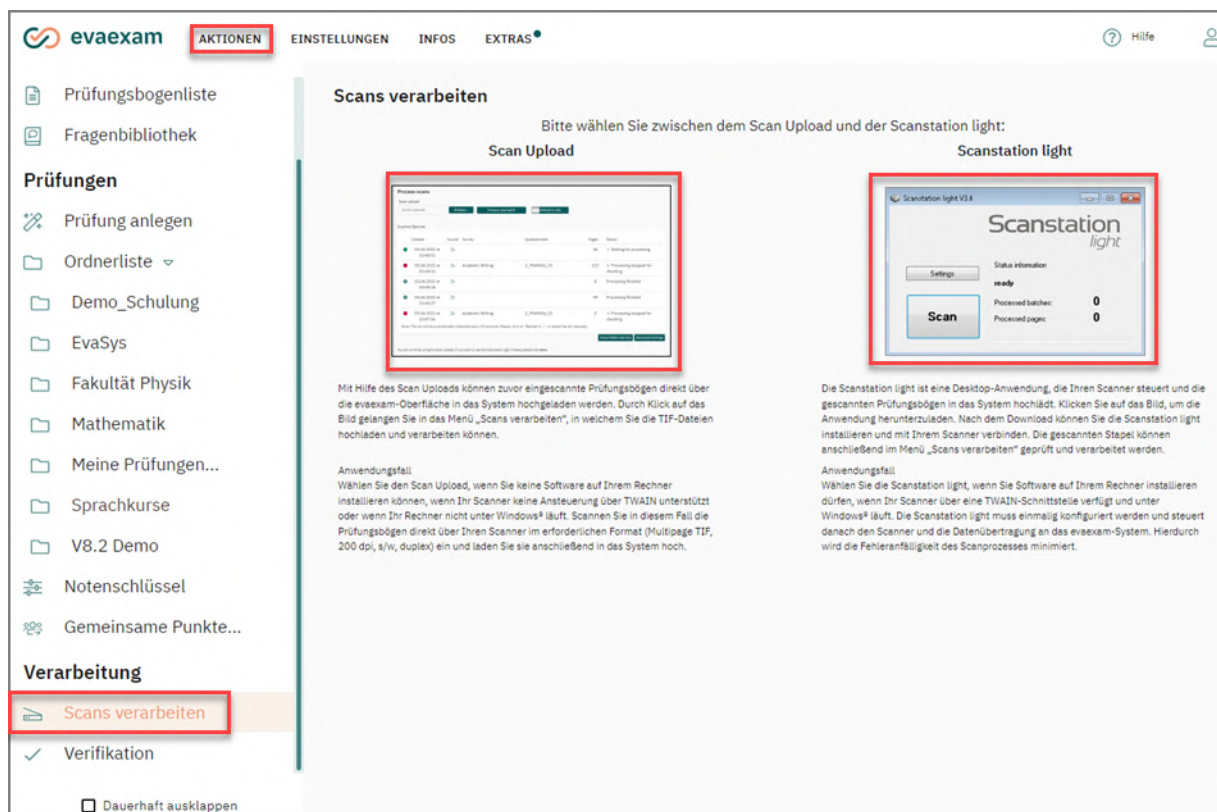 evaexam AKTIONEN EINSTELLUNGEN INFOS EXTRAS Hilfe
Prüfungsbogenliste
Fragenbibliothek
Prüfungen
Prüfung anlegen
Ordnerliste
Demo_Schulung
EvaSys
Fakultät Physik
Mathematik
Meine Prüfungen...
Sprachkurse
V8.2 Demo
Notenschlüssel
Gemeinsame Punkte...
Verarbeitung
Scans verarbeiten
Verifikation
Dauerhaft ausklappen
Scans verarbeiten
Bitte wählen Sie zwischen dem Scan Upload und der Scanstation light:
Scan Upload
Process scans
Mit Hilfe des Scan Uploads können zuvor eingescannte Prüfungsbögen direkt über
die evaexam-Oberfläche in das System hochgeladen werden. Durch Klick auf das
Bild gelangen Sie in das Menü „Scans verarbeiten", in welchem Sie die TIF-Dateien
hochladen und verarbeiten können.
Anwendungsfall
Wählen Sie den Scan Upload, wenn Sie keine Software auf Ihrem Rechner
installieren können, wenn Ihr Scanner keine Ansteuerung über TWAIN unterstützt
oder wenn Ihr Rechner nicht unter Windows® läuft. Scannen Sie in diesem Fall die
Prüfungsbögen direkt über Ihren Scanner im erforderlichen Format (Multipage TIF,
200 dpi, s/w, duplex) ein und laden Sie sie anschließend in das System hoch.
Scanstation light
Scanstation light V3.6
Scanstation
light
Settings
Status information
ready
Scan
Processed batches: 0
Processed pages: 0
Die Scanstation light ist eine Desktop-Anwendung, die Ihren Scanner steuert und die
gescannten Prüfungsbögen in das System hochlädt. Klicken Sie auf das Bild, um die
Anwendung herunterzuladen. Nach dem Download können Sie die Scanstation light
installieren und mit Ihrem Scanner verbinden. Die gescannten Stapel können
anschließend im Menü „Scans verarbeiten" geprüft und verarbeitet werden.
Anwendungsfall
Wählen Sie die Scanstation light, wenn Sie Software auf Ihrem Rechner installieren
dürfen, wenn Ihr Scanner über eine TWAIN-Schnittstelle verfügt und unter
Windows® läuft. Die Scanstation light muss einmalig konfiguriert werden und steuert
danach den Scanner und die Datenübertragung an das evaexam-System. Hierdurch
wird die Fehleranfälligkeit des Scanprozesses minimiert.